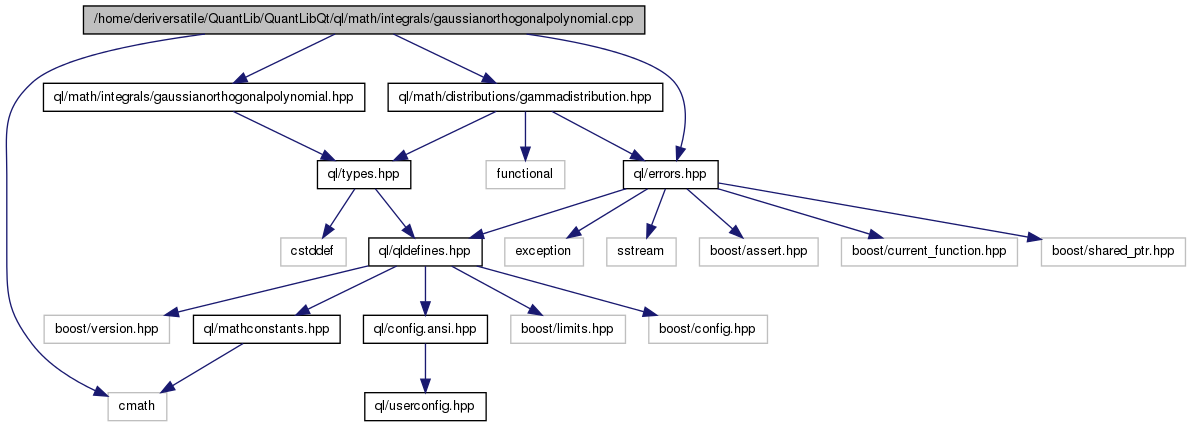 /home/deriversatile/QuantLib/QuantLibQt/ql/math/integrals/gaussianorthogonalpolynomial.cpp
ql/math/integrals/gaussianorthogonalpolynomial.hpp
ql/math/distributions/gammadistribution.hpp
ql/types.hpp
functional
ql/errors.hpp
cstddef
ql/qldefines.hpp
exception
sstream
boost/assert.hpp
boost/current_function.hpp
boost/shared_ptr.hpp
boost/version.hpp
ql/mathconstants.hpp
ql/config.ansi.hpp
boost/limits.hpp
boost/config.hpp
cmath
ql/userconfig.hpp